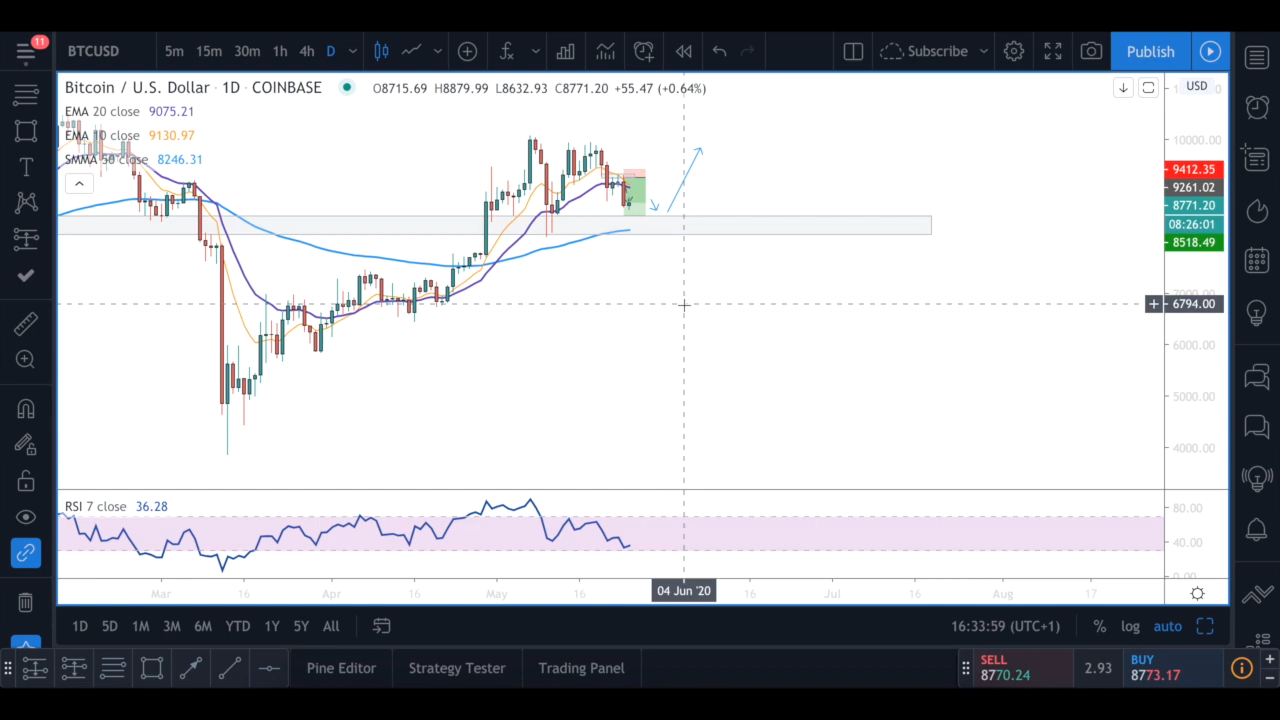 11
BTCUSD
5m 15m 30m 1h 4h D
Subscribe
Publish
Bitcoin / U.S. Dollar · 1D · COINBASE
O8715.69 H8879.99 L8632.93 C8771.20 +55.47 (+0.64%)
USD
EMA 20 close 9075.21
EMA 10 close 9130.97
SMMA 50 close 8246.31
10000.00
9412.35
9261.02
8771.20
08:26:01
8518.49
7000.00
6794.00
6000.00
5000.00
4000.00
RSI 7 close 36.28
80.00
40.00
0.00
Mar 16 Apr 16 May 16 04 Jun '20 16 Jul 16 Aug 17
1D 5D 1M 3M 6M YTD 1Y 5Y All
16:33:59 (UTC+1) % log auto
Pine Editor Strategy Tester Trading Panel
SELL
8770.24
2.93
BUY
8773.17